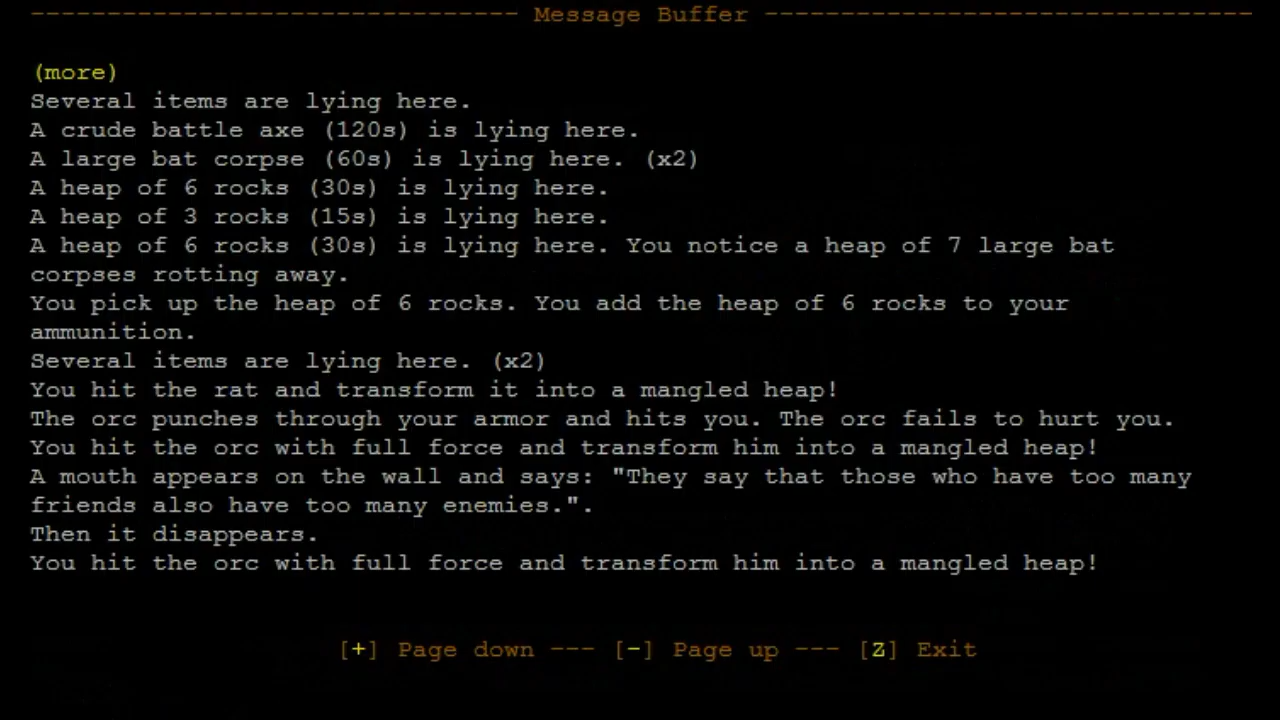 -------------------------------- Message Buffer --------------------------------
(more)
Several items are lying here.
A crude battle axe (120s) is lying here.
A large bat corpse (60s) is lying here. (x2)
A heap of 6 rocks (30s) is lying here.
A heap of 3 rocks (15s) is lying here.
A heap of 6 rocks (30s) is lying here. You notice a heap of 7 large bat
corpses rotting away.
You pick up the heap of 6 rocks. You add the heap of 6 rocks to your
ammunition.
Several items are lying here. (x2)
You hit the rat and transform it into a mangled heap!
The orc punches through your armor and hits you. The orc fails to hurt you.
You hit the orc with full force and transform him into a mangled heap!
A mouth appears on the wall and says: "They say that those who have too many
friends also have too many enemies.".
Then it disappears.
You hit the orc with full force and transform him into a mangled heap!
[+] Page down --- [-] Page up --- [Z] Exit